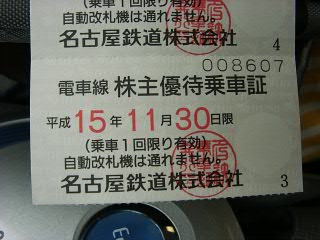 (乗車1回限り有効)
自動改札機は通れません。
名古屋鉄道株式会社
4
008607
電車線 株主優待乗車証
平成15年11月30日限
(乗車1回限り有効)
自動改札機は通れません。
名古屋鉄道株式会社
3